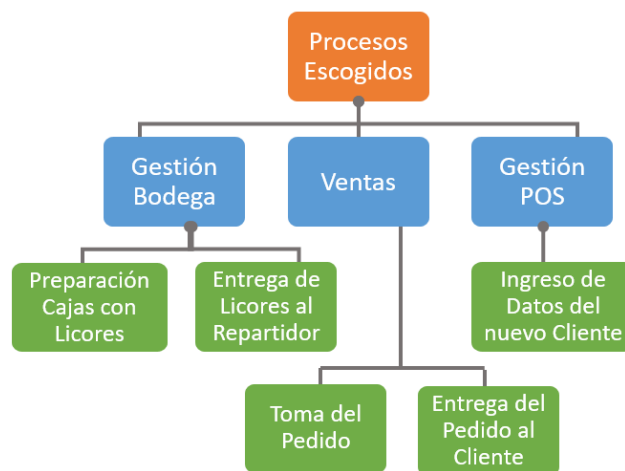 Procesos
Escogidos
Gestión
Bodega
Ventas
Gestión
POS
Preparación
Cajas con
Licores
Entrega de
Licores al
Repartidor
Ingreso de
Datos del
nuevo Cliente
Toma del
Pedido
Entrega del
Pedido al
Cliente